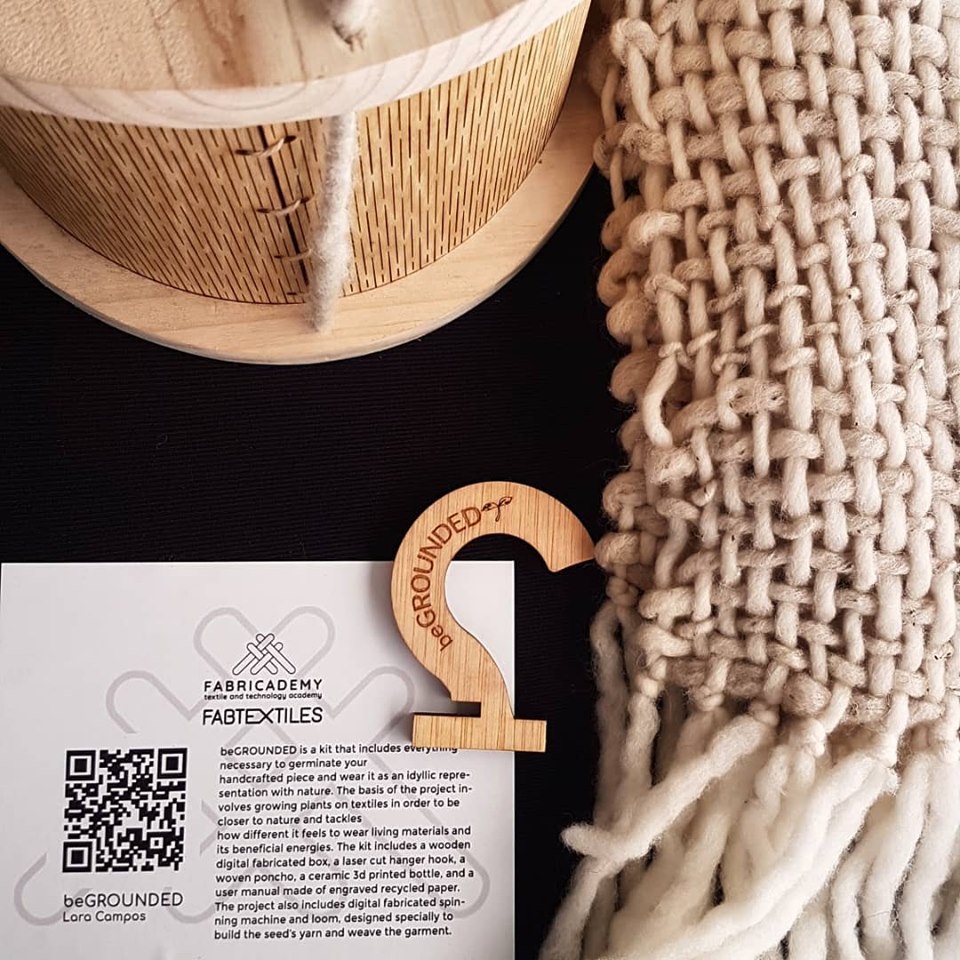 beGROUNDED
FABRICADEMY
textile and technology academy
FABTEXTILES
beGROUNDED is a kit that includes everything
necessary to germinate your
handcrafted piece and wear it as an idyllic repre-
sentation with nature. The basis of the project in-
volves growing plants on textiles in order to be
closer to nature and tackles
how different it feels to wear living materials and
its beneficial energies. The kit includes a wooden
digital fabricated box, a laser cut hanger hook, a
woven poncho, a ceramic 3d printed bottle, and a
user manual made of engraved recycled paper.
The project also includes digital fabricated spin-
ning machine and loom, designed specially to
build the seed's yarn and weave the garment.
beGROUNDED
Lara Campos